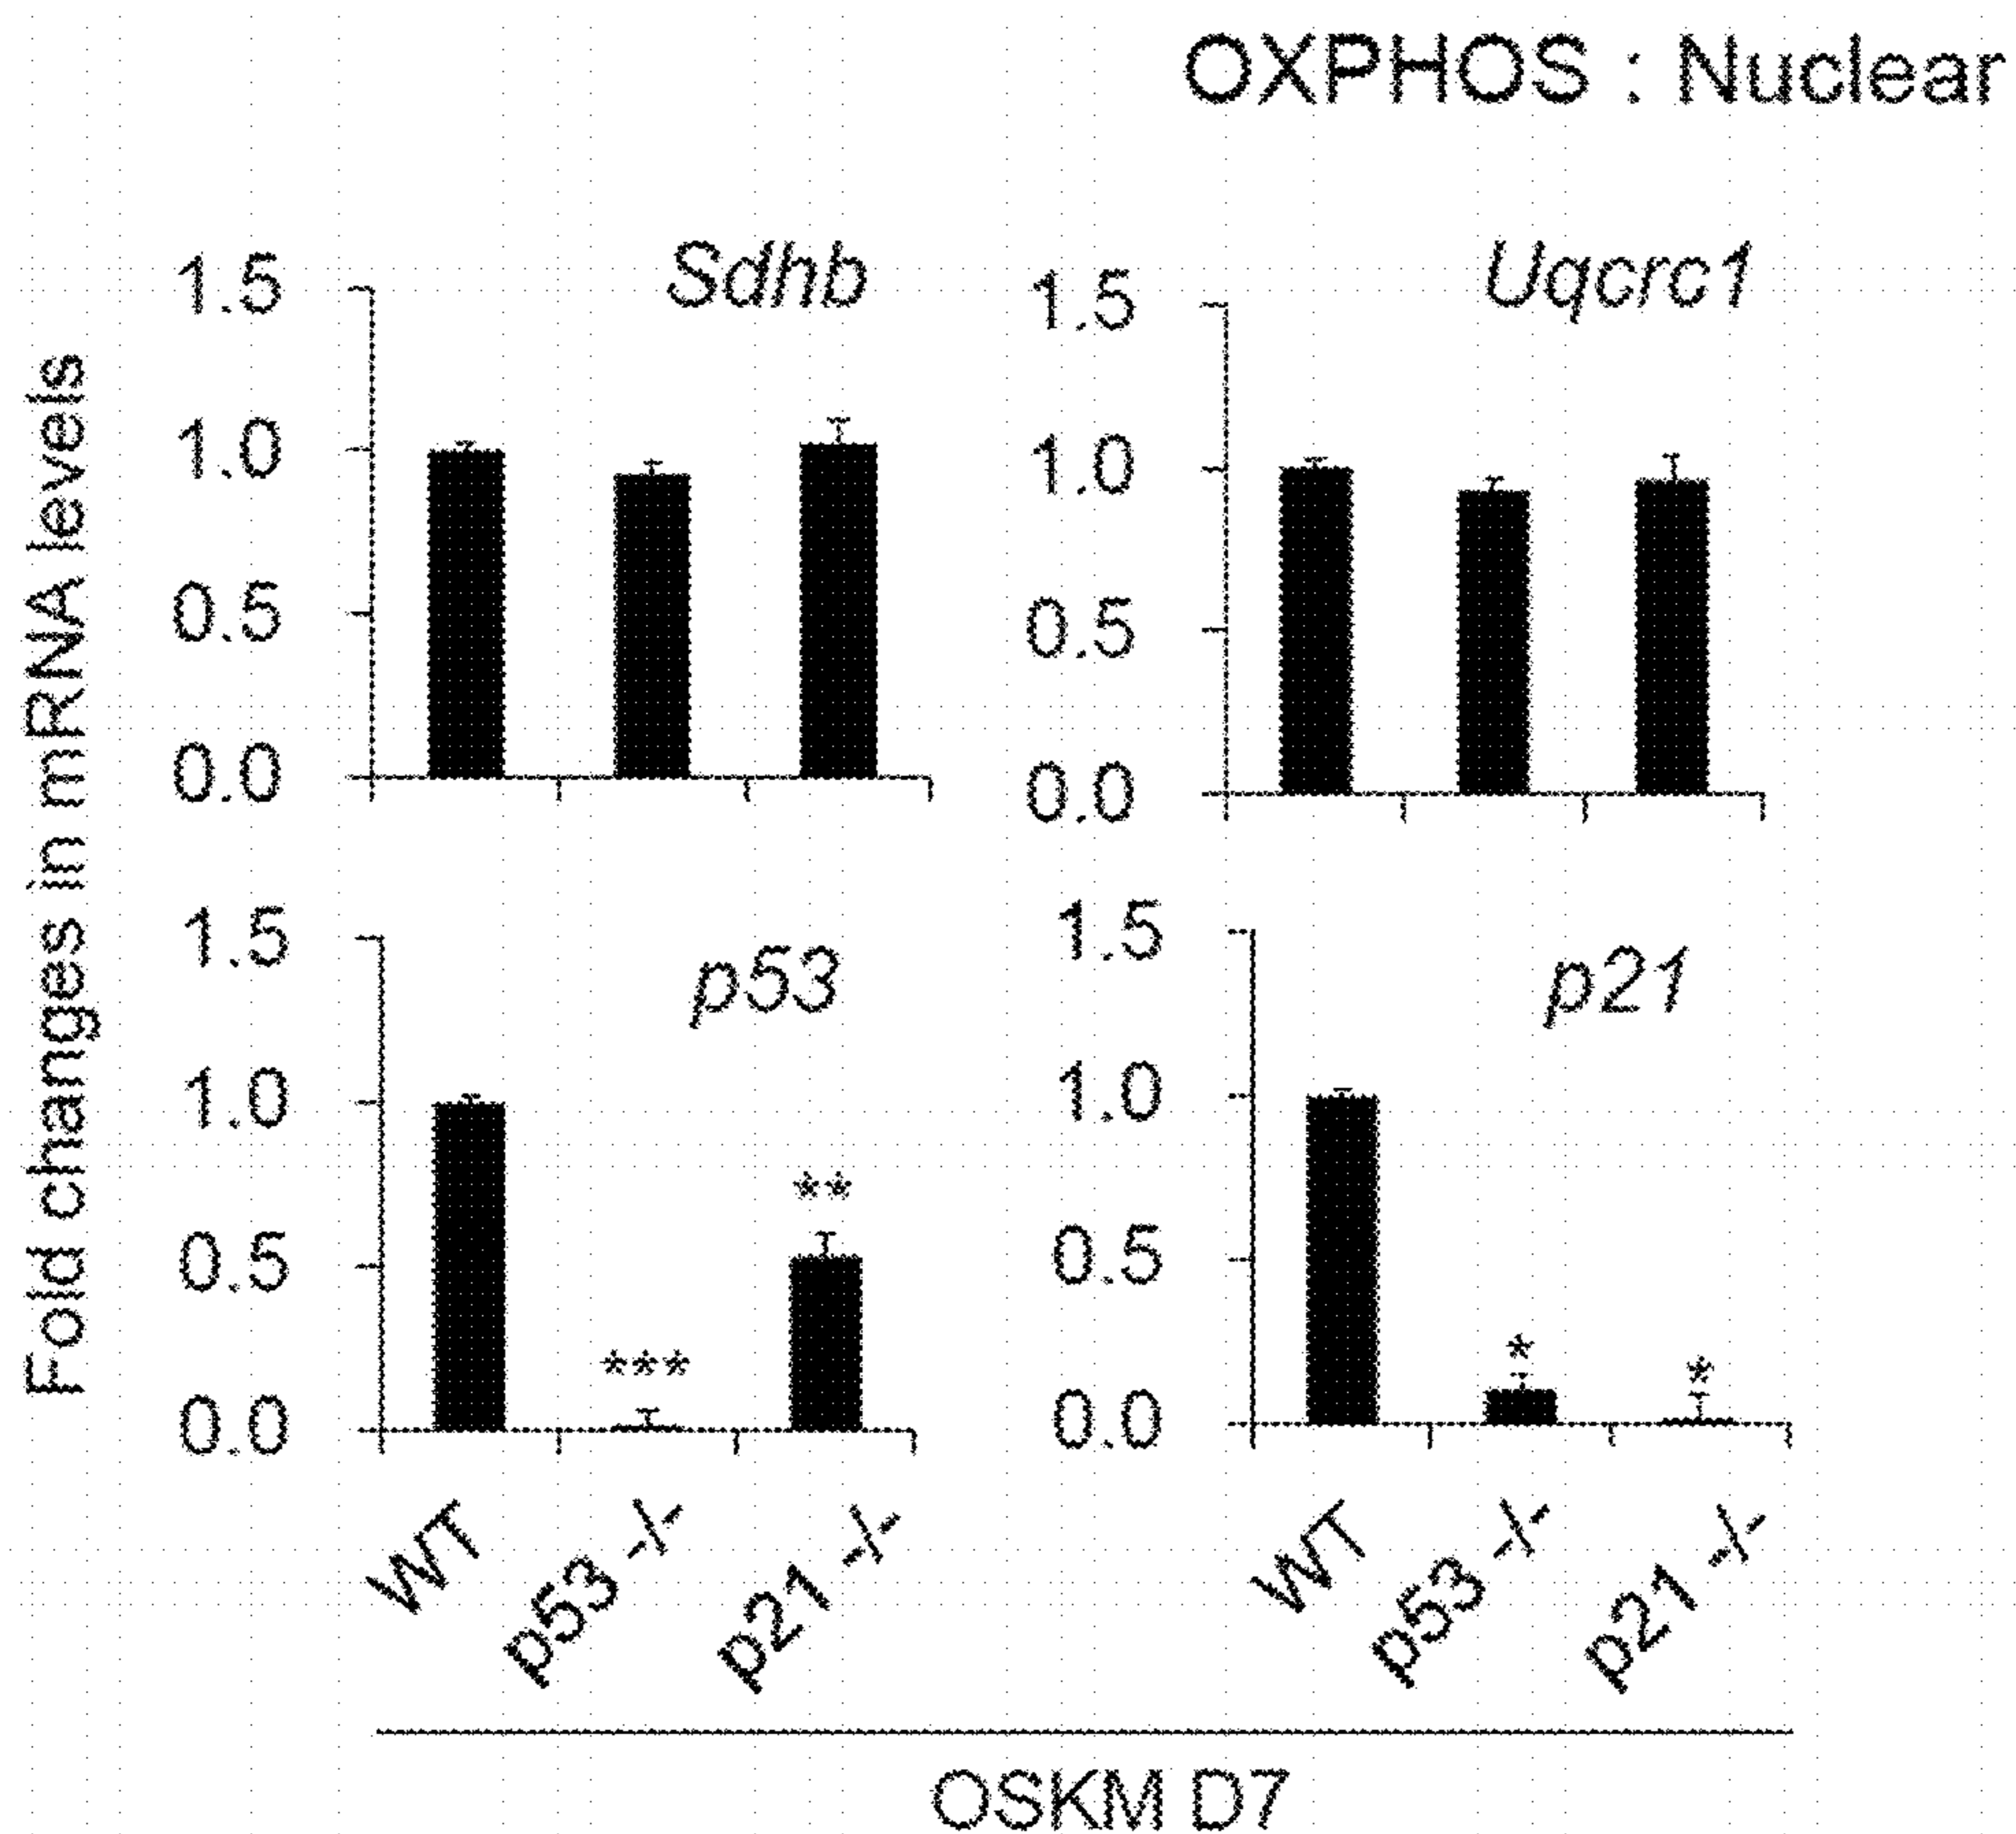 OXPHOS : Nuclear
Fold changes in mRNA levels
Sdhb
1.5
1.0
0.5
0.0
Uqcrc1
1.5
1.0
0.5
0.0
p53
1.5
1.0
0.5
0.0
***
**
p21
1.5
1.0
0.5
0.0
*
*
WT
p53 -/-
p21 -/-
WT
p53 -/-
p21 -/-
OSKM D7